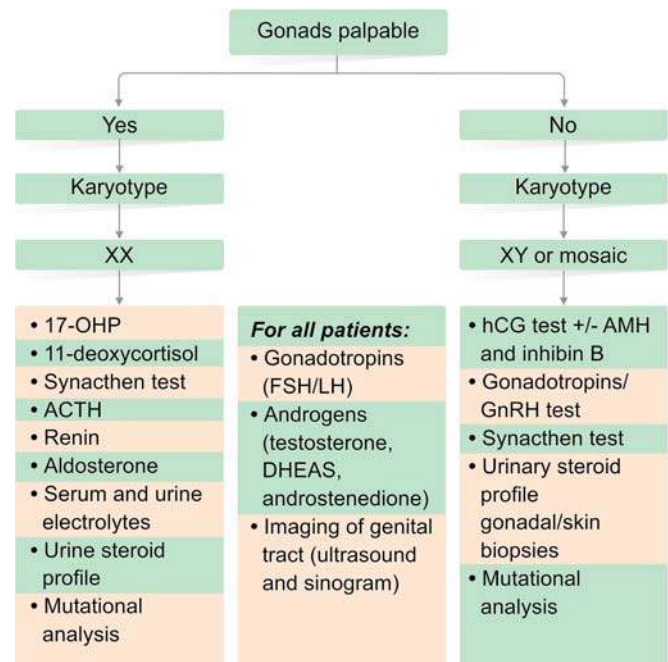 Gonads palpable
Yes
No
Karyotype
Karyotype
XX
XY or mosaic
• 17-OHP
• 11-deoxycortisol
• Synacthen test
• ACTH
• Renin
• Aldosterone
• Serum and urine
electrolytes
• Urine steroid
profile
• Mutational
analysis
For all patients:
• Gonadotropins
(FSH/LH)
• Androgens
(testosterone,
DHEAS,
androstenedione)
• Imaging of genital
tract (ultrasound
and sinogram)
• hCG test +/- AMH
and inhibin B
• Gonadotropins/
GnRH test
• Synacthen test
• Urinary steroid
profile
gonadal/skin
biopsies
• Mutational
analysis